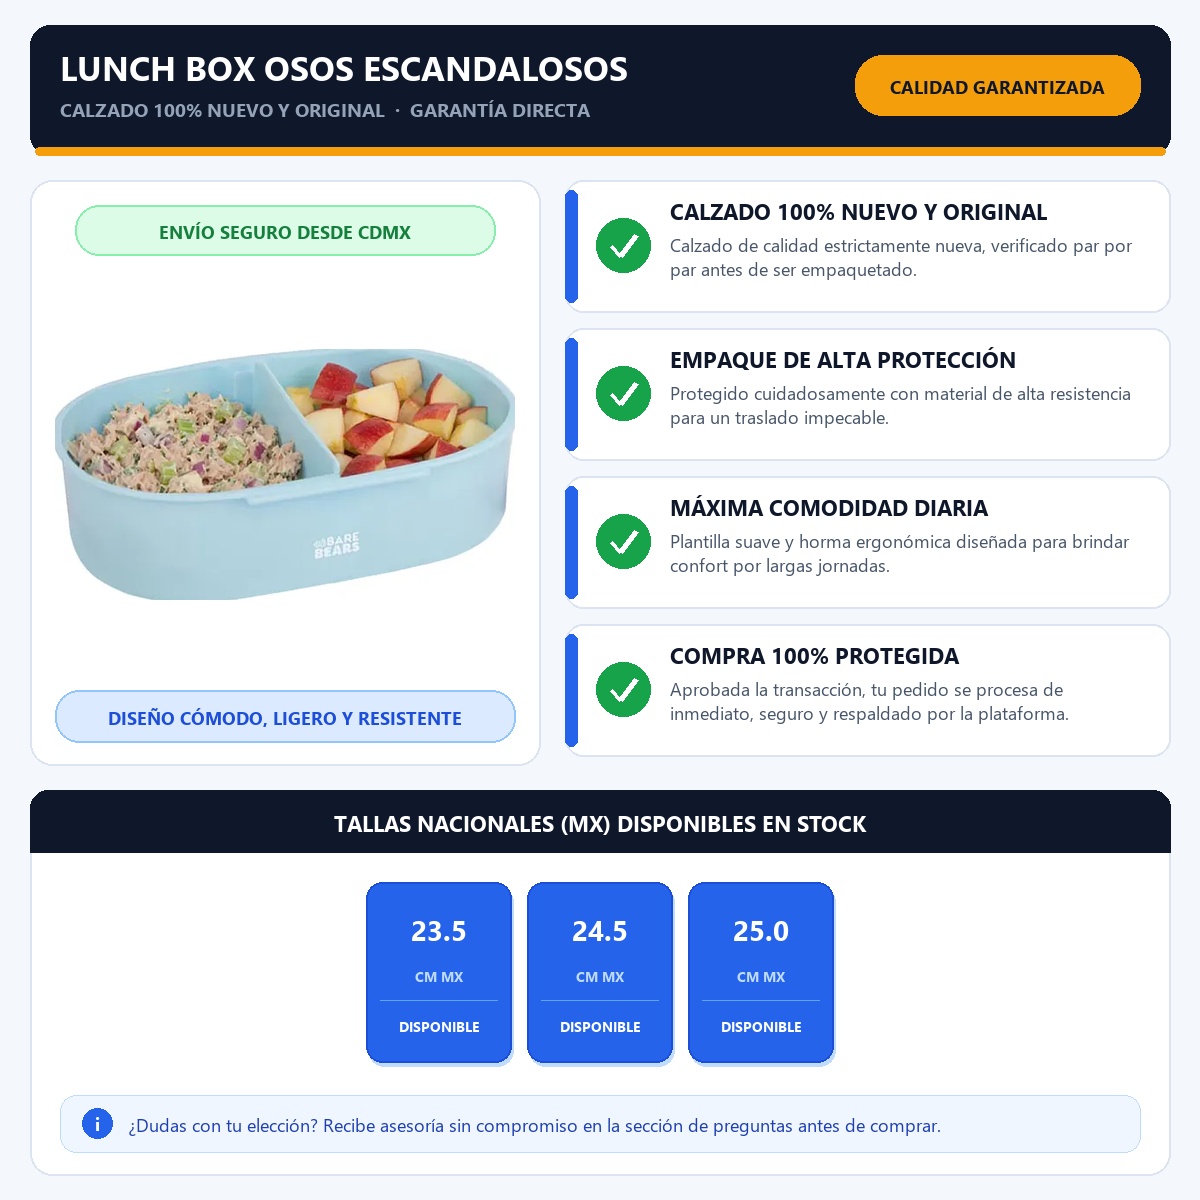 LUNCH BOX OSOS ESCANDALOSOS
CALZADO 100% NUEVO Y ORIGINAL · GARANTÍA DIRECTA
CALIDAD GARANTIZADA
ENVÍO SEGURO DESDE CDMX
BARE
BEARS
DISEÑO CÓMODO, LIGERO Y RESISTENTE
CALZADO 100% NUEVO Y ORIGINAL
Calzado de calidad estrictamente nueva, verificado par por
par antes de ser empaquetado.
EMPAQUE DE ALTA PROTECCIÓN
Protegido cuidadosamente con material de alta resistencia
para un traslado impecable.
MÁXIMA COMODIDAD DIARIA
Plantilla suave y horma ergonómica diseñada para brindar
confort por largas jornadas.
COMPRA 100% PROTEGIDA
Aprobada la transacción, tu pedido se procesa de
inmediato, seguro y respaldado por la plataforma.
TALLAS NACIONALES (MX) DISPONIBLES EN STOCK
23.5
CM MX
DISPONIBLE
24.5
CM MX
DISPONIBLE
25.0
CM MX
DISPONIBLE
¿Dudas con tu elección? Recibe asesoría sin compromiso en la sección de preguntas antes de comprar.